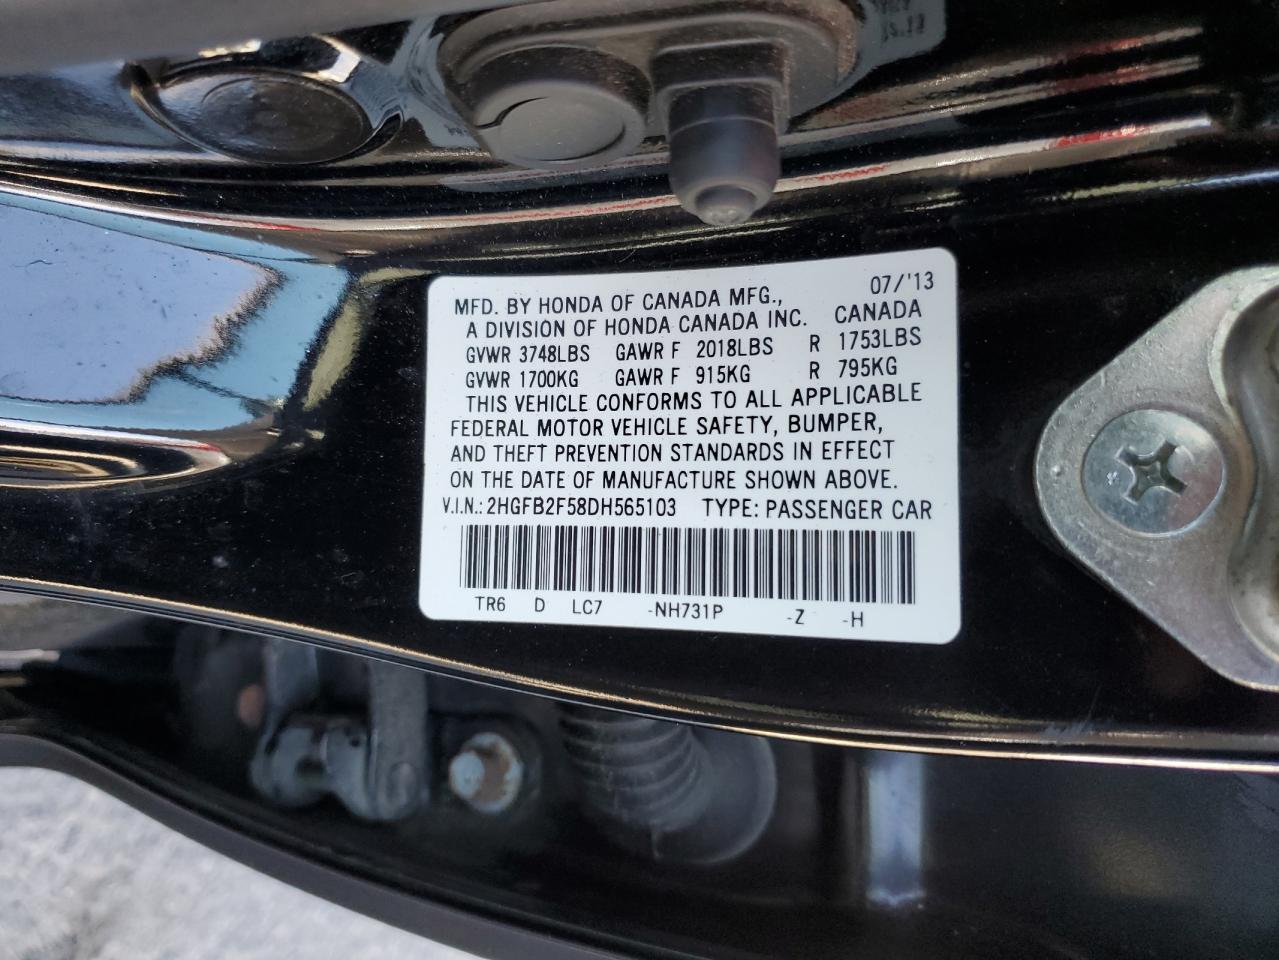 MFD. BY HONDA OF CANADA MFG., 07/'13
A DIVISION OF HONDA CANADA INC. CANADA
GVWR 3748LBS GAWR F 2018LBS R 1753LBS
GVWR 1700KG GAWR F 915KG R 795KG
THIS VEHICLE CONFORMS TO ALL APPLICABLE
FEDERAL MOTOR VEHICLE SAFETY, BUMPER,
AND THEFT PREVENTION STANDARDS IN EFFECT
ON THE DATE OF MANUFACTURE SHOWN ABOVE.
V.I.N.: 2HGFB2F58DH565103 TYPE: PASSENGER CAR
TR6 D LC7 -NH731P -Z -H